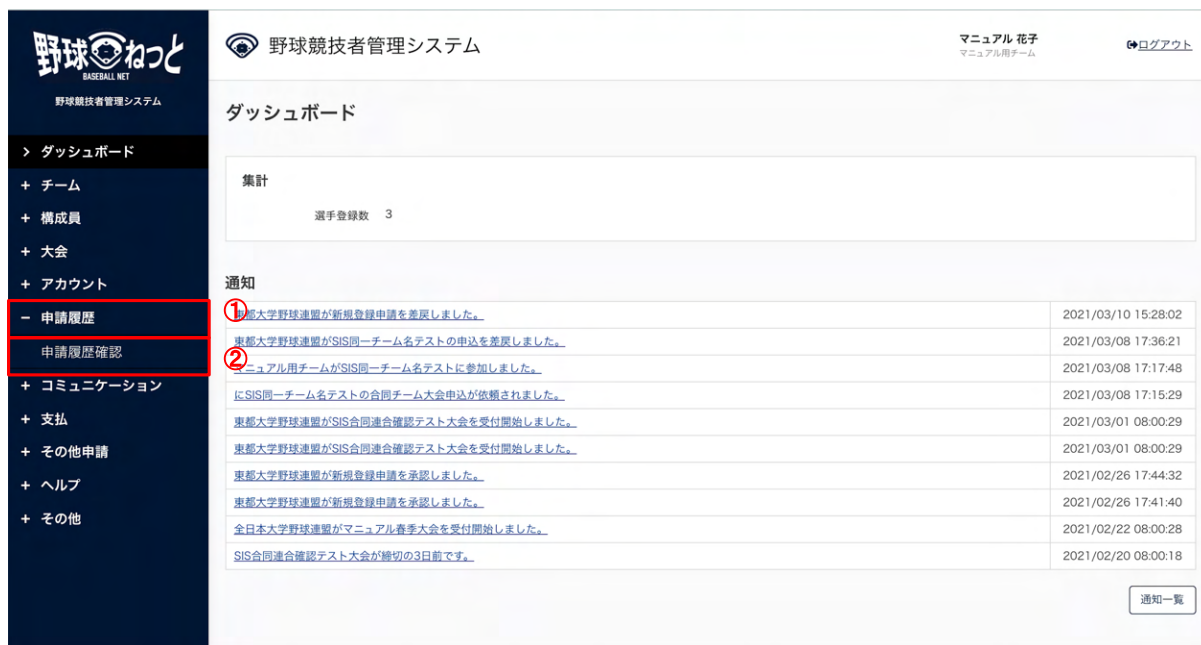 野球ねっと
BASEBALL NET
野球競技者管理システム
野球競技者管理システム
マニュアル 花子
マニュアル用チーム
ログアウト
> ダッシュボード
+ チーム
+ 構成員
+ 大会
+ アカウント
− 申請履歴
申請履歴確認
+ コミュニケーション
+ 支払
+ その他申請
+ ヘルプ
+ その他
ダッシュボード
集計
選手登録数 3
通知
①
東都大学野球連盟が新規登録申請を差戻しました。 2021/03/10 15:28:02
東都大学野球連盟がSIS同一チーム名テストの申込を差戻しました。 2021/03/08 17:36:21
②
マニュアル用チームがSIS同一チーム名テストに参加しました。 2021/03/08 17:17:48
にSIS同一チーム名テストの合同チーム大会申込が依頼されました。 2021/03/08 17:15:29
東都大学野球連盟がSIS合同連合確認テスト大会を受付開始しました。 2021/03/01 08:00:29
東都大学野球連盟がSIS合同連合確認テスト大会を受付開始しました。 2021/03/01 08:00:29
東都大学野球連盟が新規登録申請を承認しました。 2021/02/26 17:44:32
東都大学野球連盟が新規登録申請を承認しました。 2021/02/26 17:41:40
全日本大学野球連盟がマニュアル春季大会を受付開始しました。 2021/02/22 08:00:28
SIS合同連合確認テスト大会が締切の3日前です。 2021/02/20 08:00:18
通知一覧